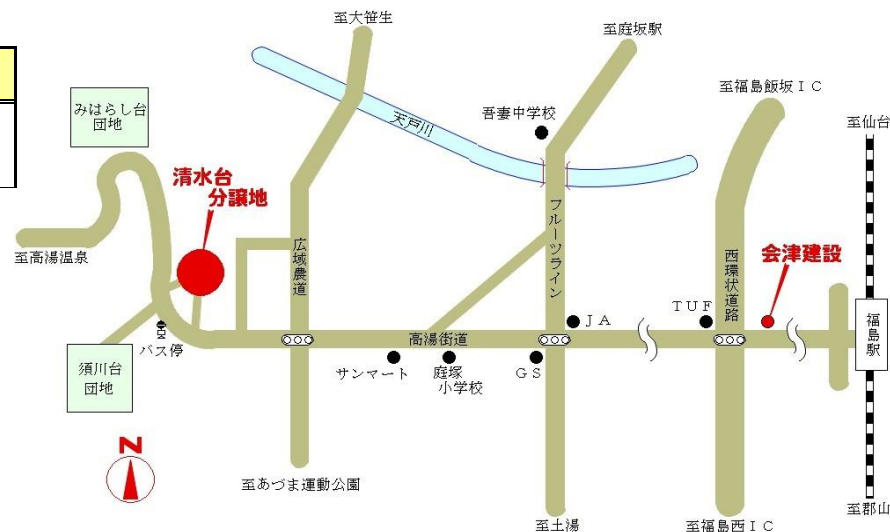 至大笹生
至庭坂駅
至福島飯坂ＩＣ
至仙台
みはらし台
団地
天戸川
吾妻中学校
清水台
分譲地
至高湯温泉
広域農道
フルーツライン
西環状道路
会津建設
ＪＡ
ＴＵＦ
福島駅
バス停
高湯街道
須川台
団地
サンマート
庭塚
小学校
ＧＳ
N
至あづま運動公園
至土湯
至福島西ＩＣ
至郡山